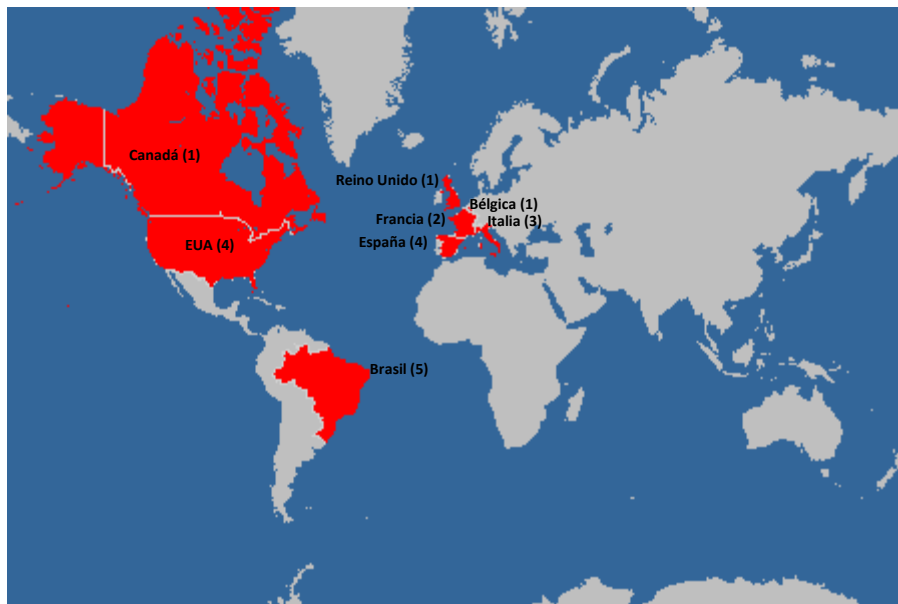 Canadá (1)
Reino Unido (1)
Bélgica (1)
Francia (2)
Italia (3)
EUA (4)
España (4)
Brasil (5)